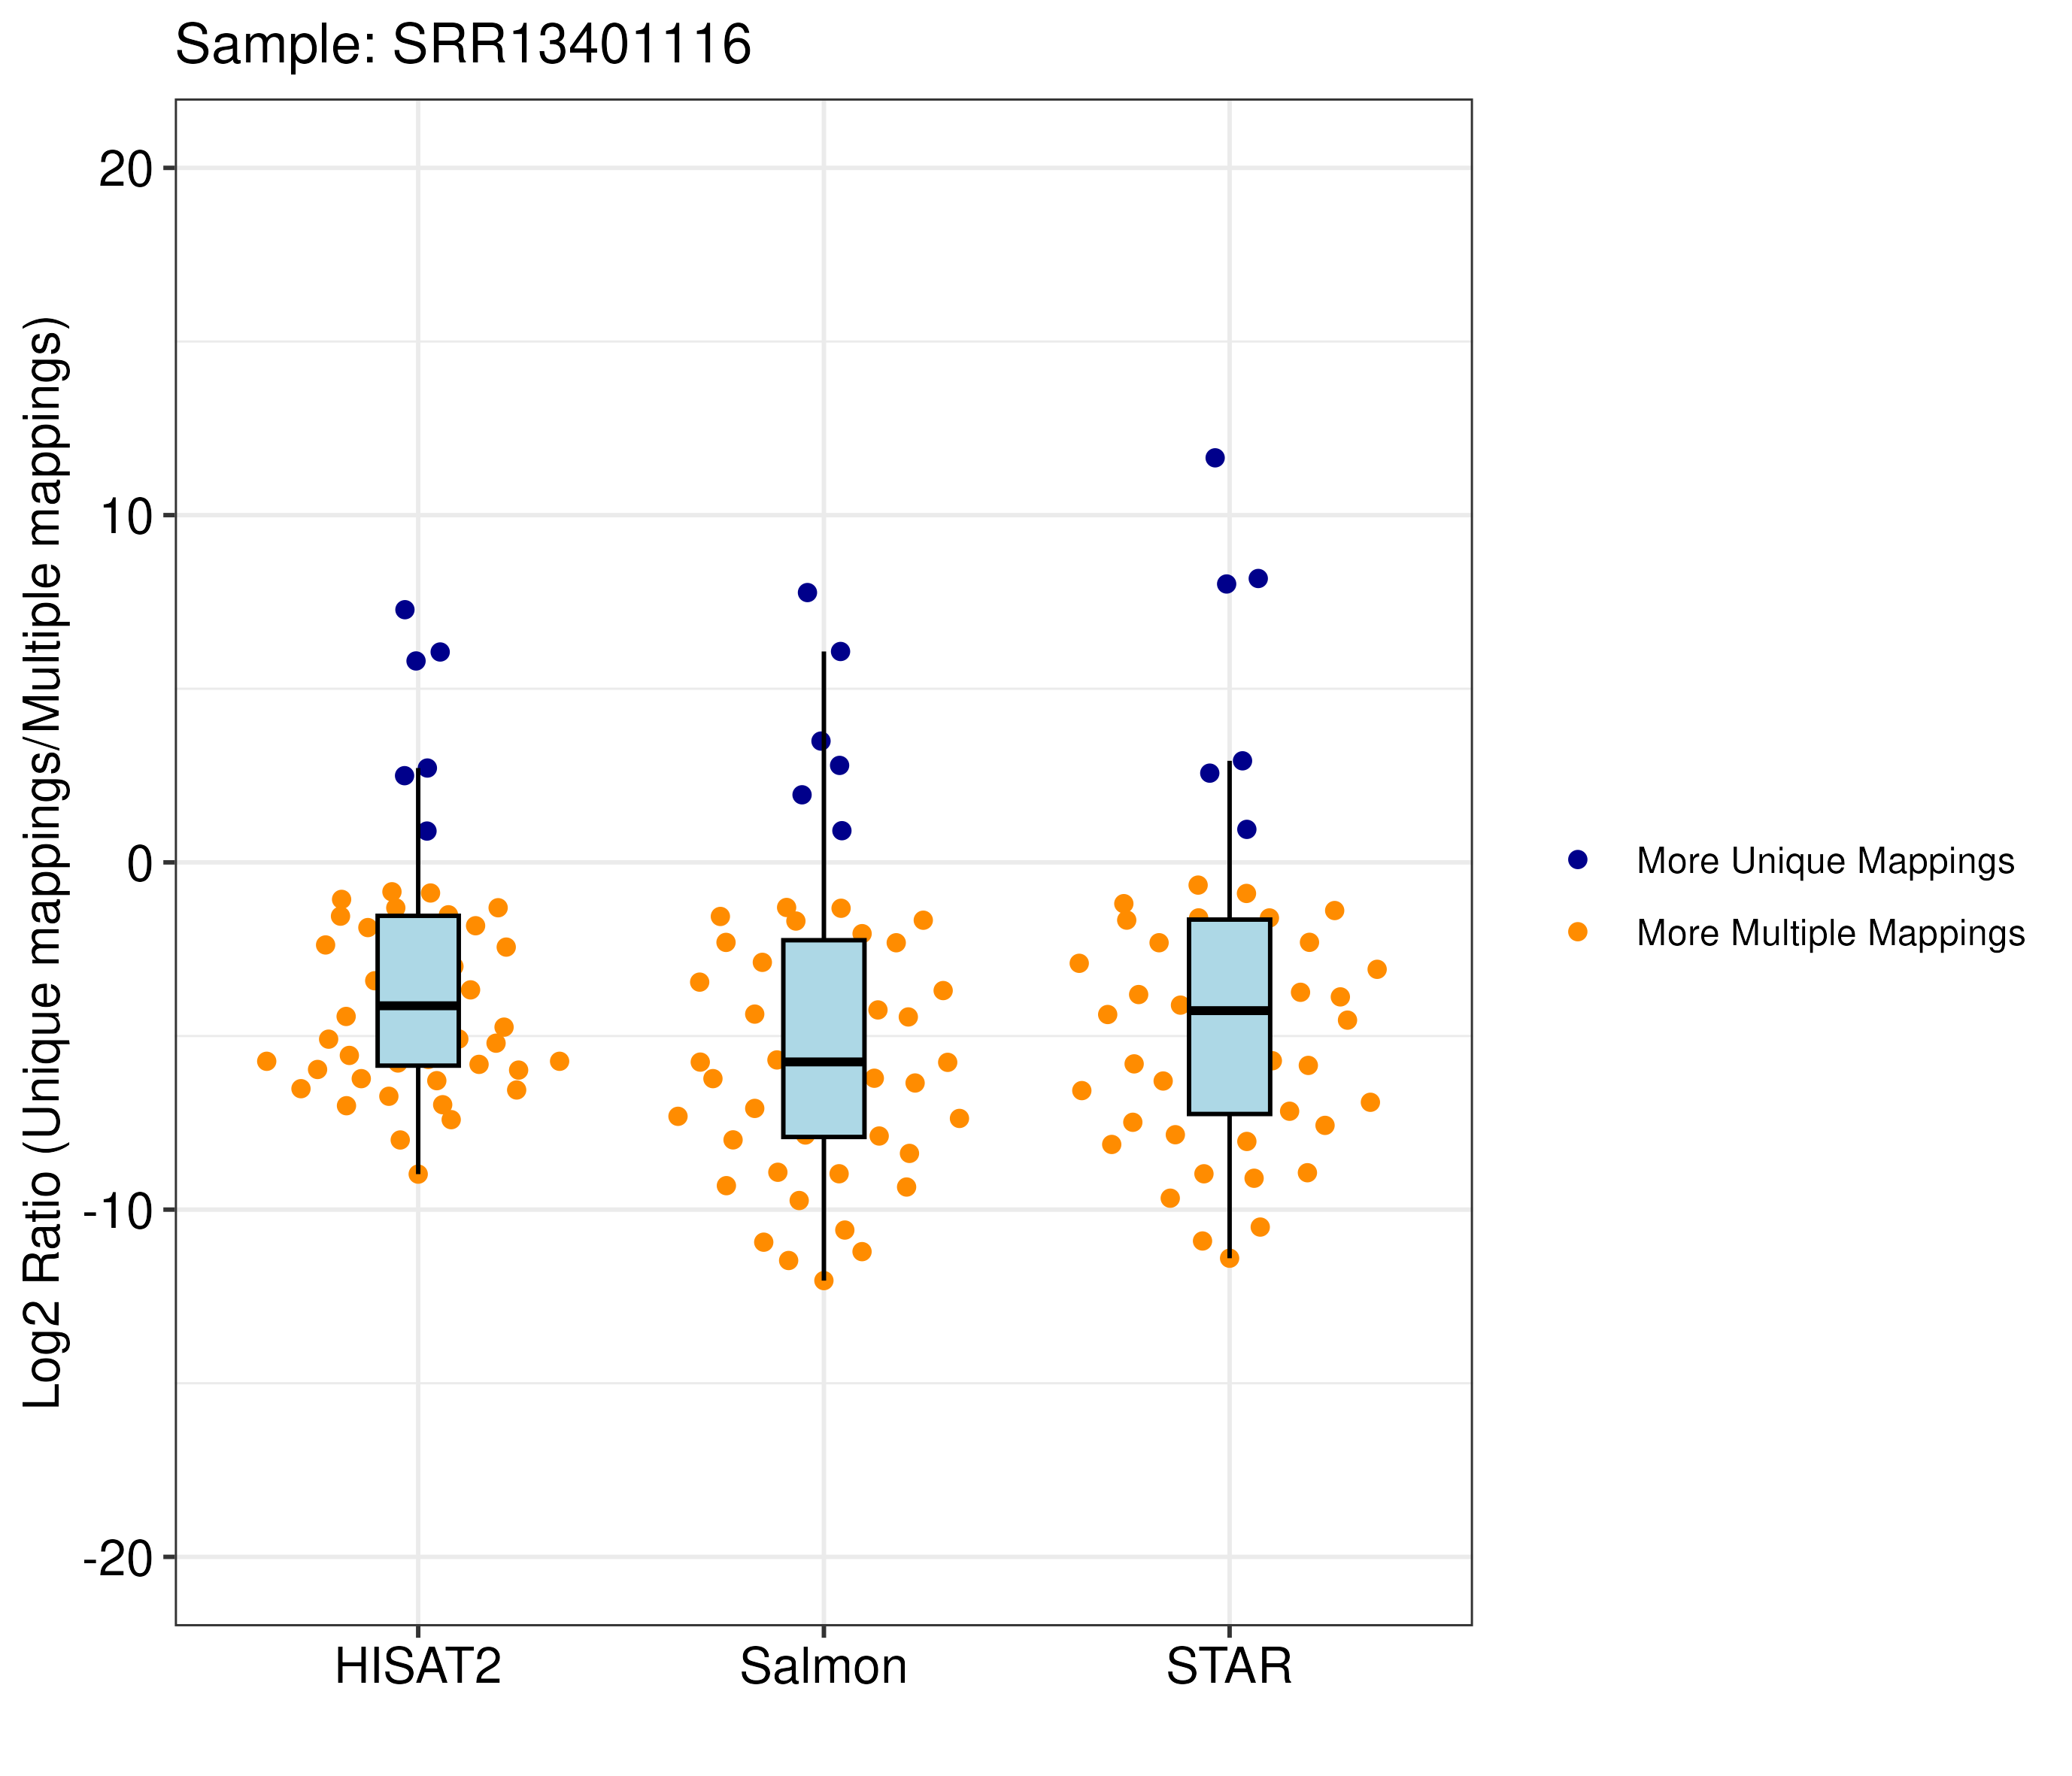 Sample: SRR13401116
Log2 Ratio (Unique mappings/Multiple mappings)
20
10
0
-10
-20
HISAT2
Salmon
STAR
More Unique Mappings
More Multiple Mappings